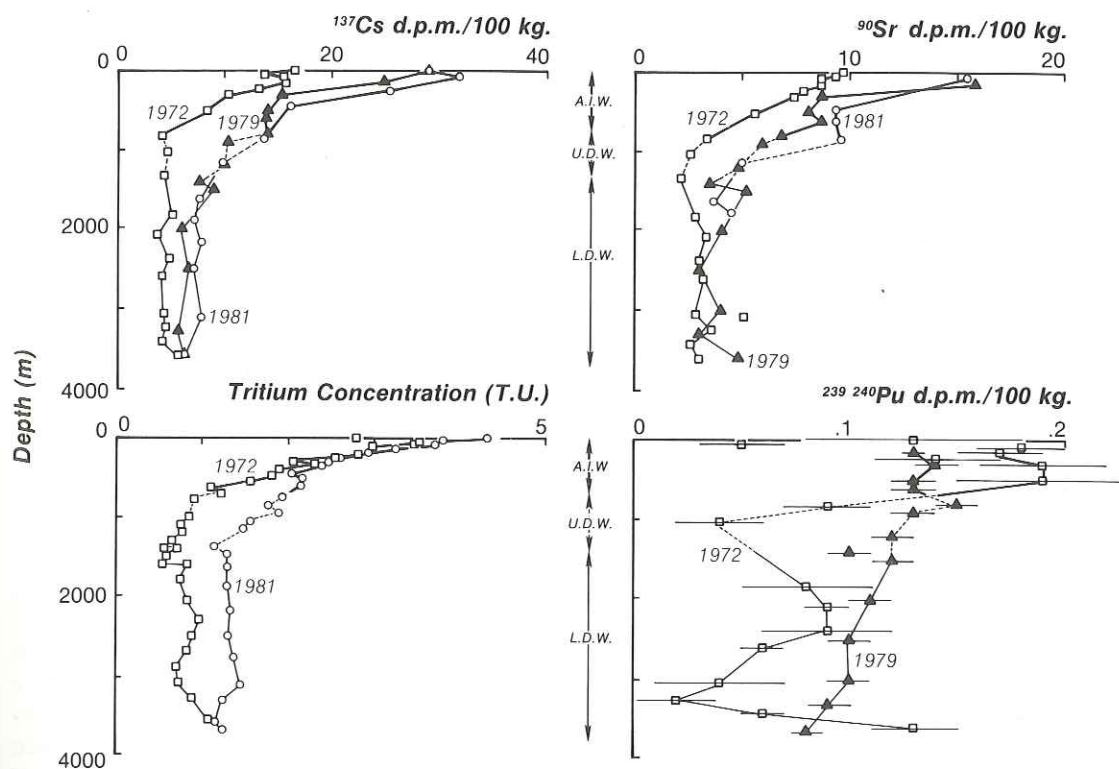 ¹³⁷Cs d.p.m./100 kg.
0 20 40
0
1972
1979
1981
2000
4000
⁹⁰Sr d.p.m./100 kg.
0 10 20
1972
1981
1979
A.I.W.
U.D.W.
L.D.W.
Depth (m)
Tritium Concentration (T.U.)
0 5
0
1972
1981
2000
4000
²³⁹ ²⁴⁰Pu d.p.m./100 kg.
0 .1 .2
1972
1979
A.I.W
U.D.W.
L.D.W.